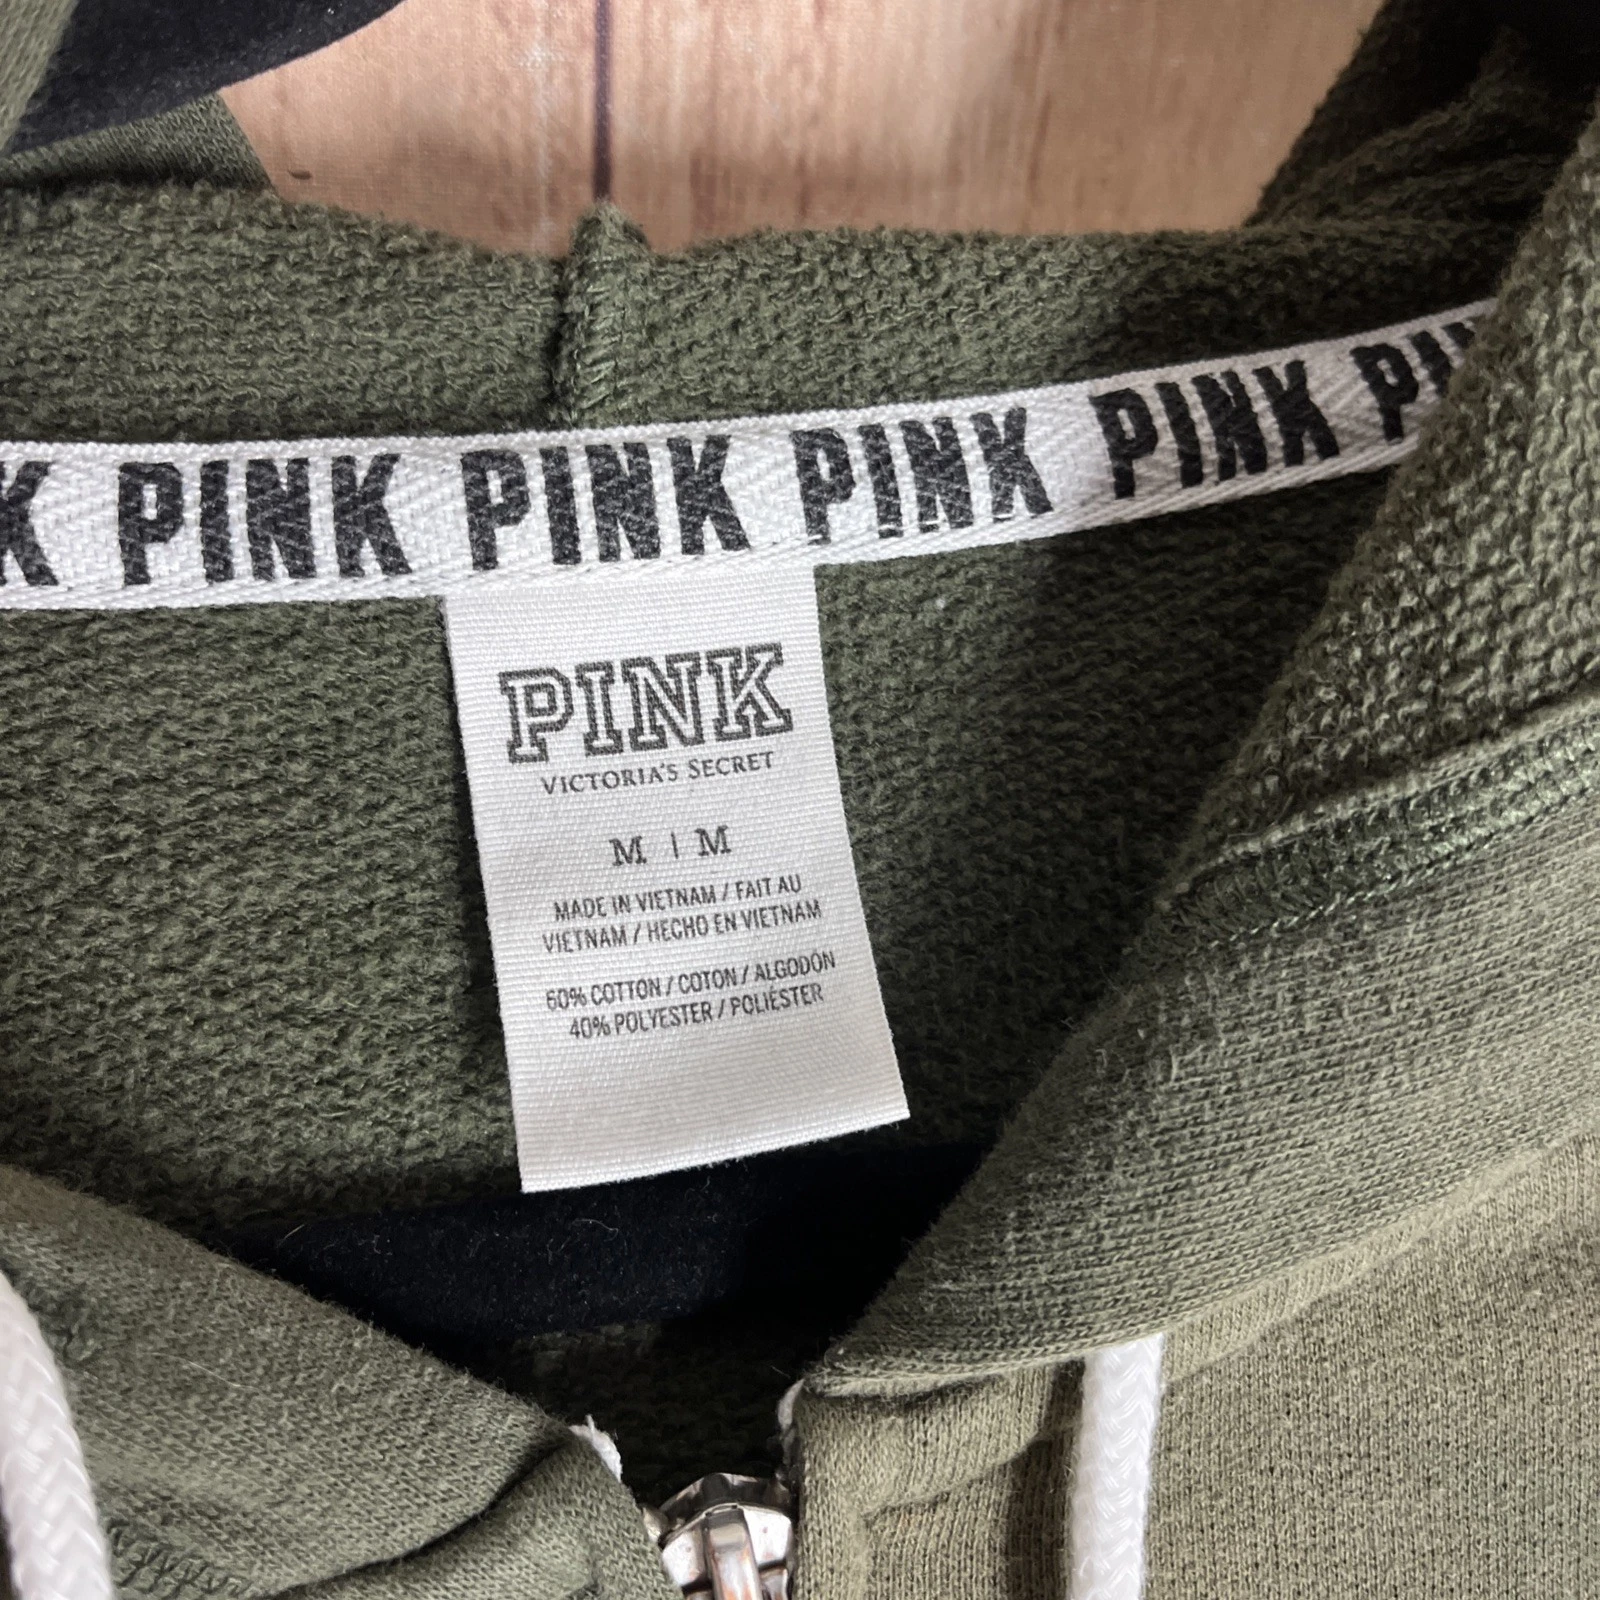 K PINK PINK PINK PINK PI
PINK
VICTORIA'S SECRET
M | M
MADE IN VIETNAM / FAIT AU
VIETNAM / HECHO EN VIETNAM
60% COTTON / COTON / ALGODÓN
40% POLYESTER / POLIÉSTER